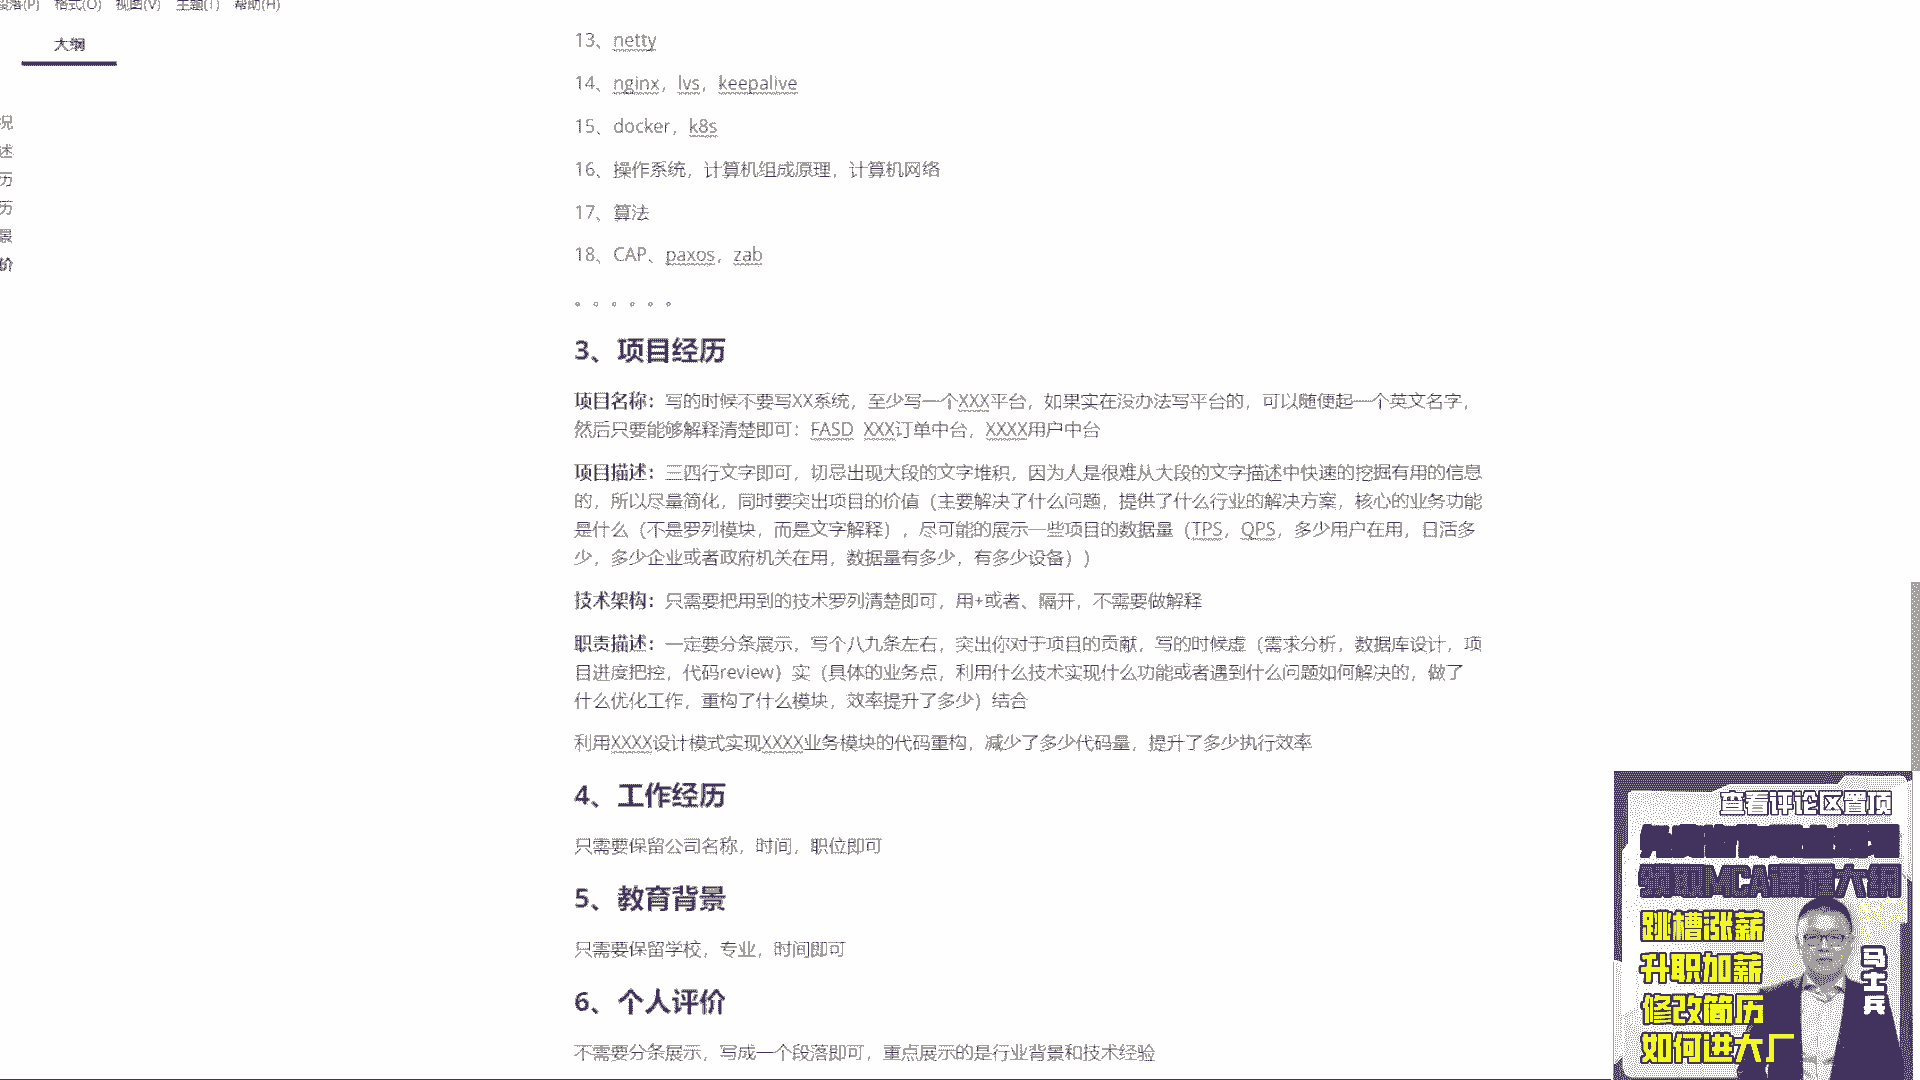 段落(P) 格式(O) 视图(V) 主题(T) 帮助(H)
大纲
况
述
历
历
景
价
13、netty
14、nginx，lvs，keepalive
15、docker，k8s
16、操作系统，计算机组成原理，计算机网络
17、算法
18、CAP、paxos，zab
。。。。。。
3、项目经历
项目名称：写的时候不要写XX系统，至少写一个XXX平台，如果实在没办法写平台的，可以随便起一个英文名字，
然后只要能够解释清楚即可：FASD XXX订单中台，XXXX用户中台
项目描述：三四行文字即可，切忌出现大段的文字堆积，因为人是很难从大段的文字描述中快速的挖掘有用的信息
的，所以尽量简化，同时要突出项目的价值（主要解决了什么问题，提供了什么行业的解决方案，核心的业务功能
是什么（不是罗列模块，而是文字解释），尽可能的展示一些项目的数据量（TPS，QPS，多少用户在用，日活多
少，多少企业或者政府机关在用，数据量有多少，有多少设备））
技术架构：只需要把用到的技术罗列清楚即可，用+或者、隔开，不需要做解释
职责描述：一定要分条展示，写个八九条左右，突出你对于项目的贡献，写的时候虚（需求分析，数据库设计，项
目进度把控，代码review）实（具体的业务点，利用什么技术实现什么功能或者遇到什么问题如何解决的，做了
什么优化工作，重构了什么模块，效率提升了多少）结合
利用XXXX设计模式实现XXXX业务模块的代码重构，减少了多少代码量，提升了多少执行效率
4、工作经历
只需要保留公司名称，时间，职位即可
5、教育背景
只需要保留学校，专业，时间即可
6、个人评价
不需要分条展示，写成一个段落即可，重点展示的是行业背景和技术经验
查看评论区置顶
领取MCA课程大纲
跳槽涨薪
升职加薪
修改简历
如何进大厂
马士兵